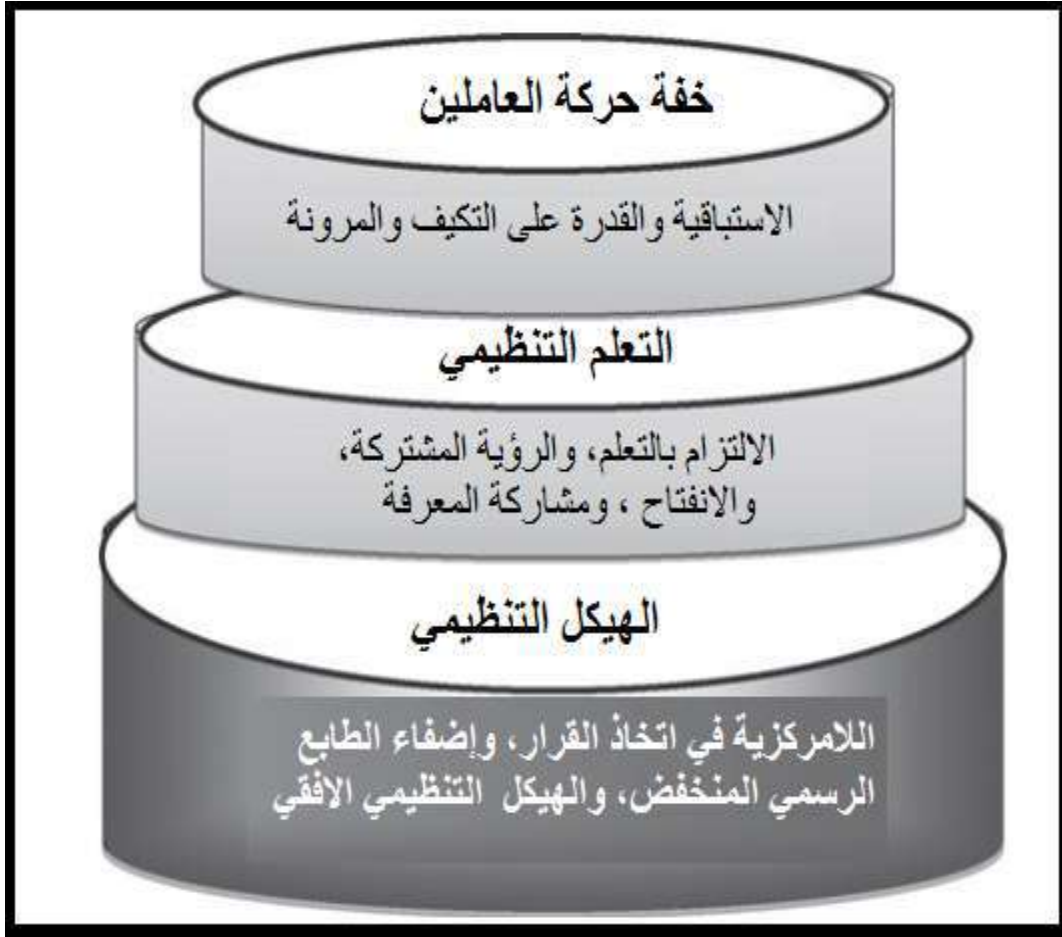 خفة حركة العاملين
الاستباقية والقدرة على التكيف والمرونة
التعلم التنظيمي
الالتزام بالتعلم، والرؤية المشتركة،
والانفتاح ، ومشاركة المعرفة
الهيكل التنظيمي
اللامركزية في اتخاذ القرار، وإضفاء الطابع
الرسمي المنخفض، والهيكل التنظيمي الافقي